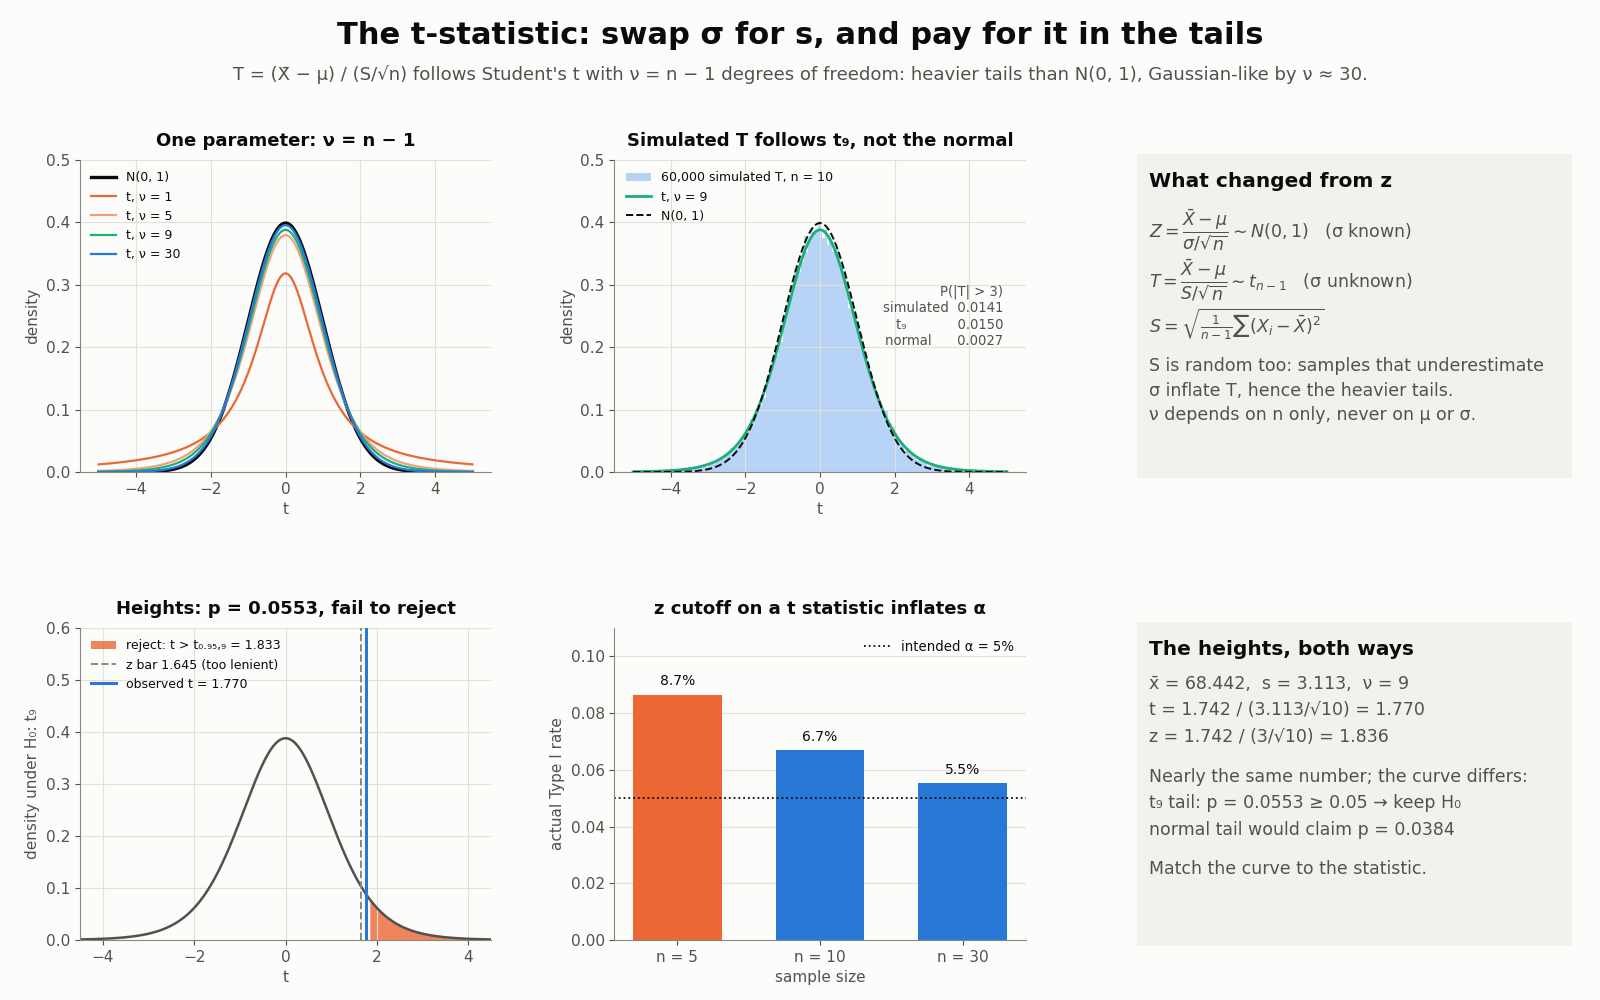 The t-statistic: swap σ for s, and pay for it in the tails
T = (X̄ − μ) / (S/√n) follows Student's t with ν = n − 1 degrees of freedom: heavier tails than N(0, 1), Gaussian-like by ν ≈ 30.
One parameter: ν = n − 1
density
0.5
0.4
0.3
0.2
0.1
0.0
N(0, 1)
t, ν = 1
t, ν = 5
t, ν = 9
t, ν = 30
−4 −2 0 2 4
t
Simulated T follows t₉, not the normal
density
0.5
0.4
0.3
0.2
0.1
0.0
60,000 simulated T, n = 10
t, ν = 9
N(0, 1)
P(|T| > 3)
simulated 0.0141
t₉ 0.0150
normal 0.0027
−4 −2 0 2 4
t
What changed from z
Z = (X̄ − μ)/(σ/√n) ~ N(0, 1) (σ known)
T = (X̄ − μ)/(S/√n) ~ tₙ₋₁ (σ unknown)
S = √(1/(n−1) ∑(Xᵢ − X̄)²)
S is random too: samples that underestimate
σ inflate T, hence the heavier tails.
ν depends on n only, never on μ or σ.
Heights: p = 0.0553, fail to reject
density under H₀: t₉
0.6
0.5
0.4
0.3
0.2
0.1
0.0
reject: t > t₀.₉₅,₉ = 1.833
z bar 1.645 (too lenient)
observed t = 1.770
−4 −2 0 2 4
t
z cutoff on a t statistic inflates α
actual Type I rate
0.10
0.08
0.06
0.04
0.02
0.00
intended α = 5%
8.7%
6.7%
5.5%
n = 5 n = 10 n = 30
sample size
The heights, both ways
x̄ = 68.442, s = 3.113, ν = 9
t = 1.742 / (3.113/√10) = 1.770
z = 1.742 / (3/√10) = 1.836
Nearly the same number; the curve differs:
t₉ tail: p = 0.0553 ≥ 0.05 → keep H₀
normal tail would claim p = 0.0384
Match the curve to the statistic.